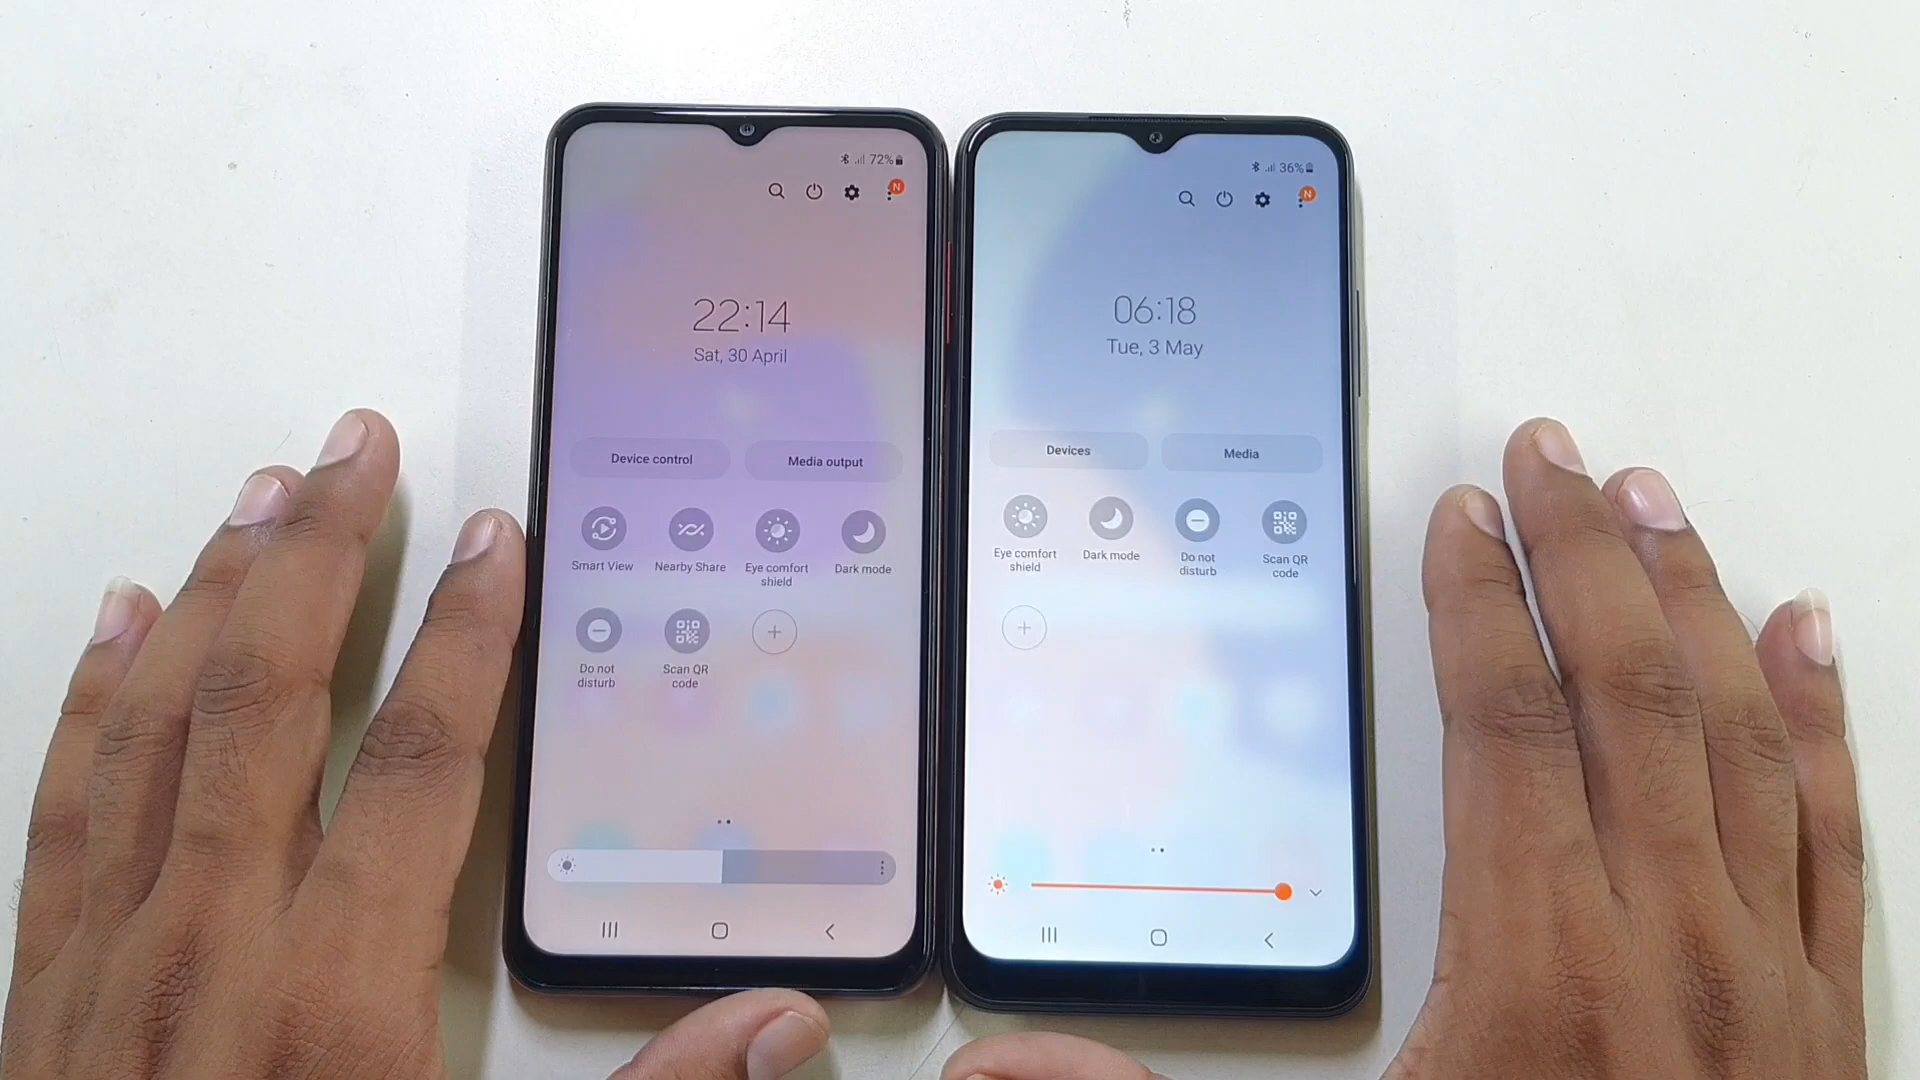 72%
N
22:14
Sat, 30 April
Device control
Media output
Smart View
Nearby Share
Eye comfort
shield
Dark mode
Do not
disturb
Scan QR
code
36%
N
06:18
Tue, 3 May
Devices
Media
Eye comfort
shield
Dark mode
Do not
disturb
Scan QR
code